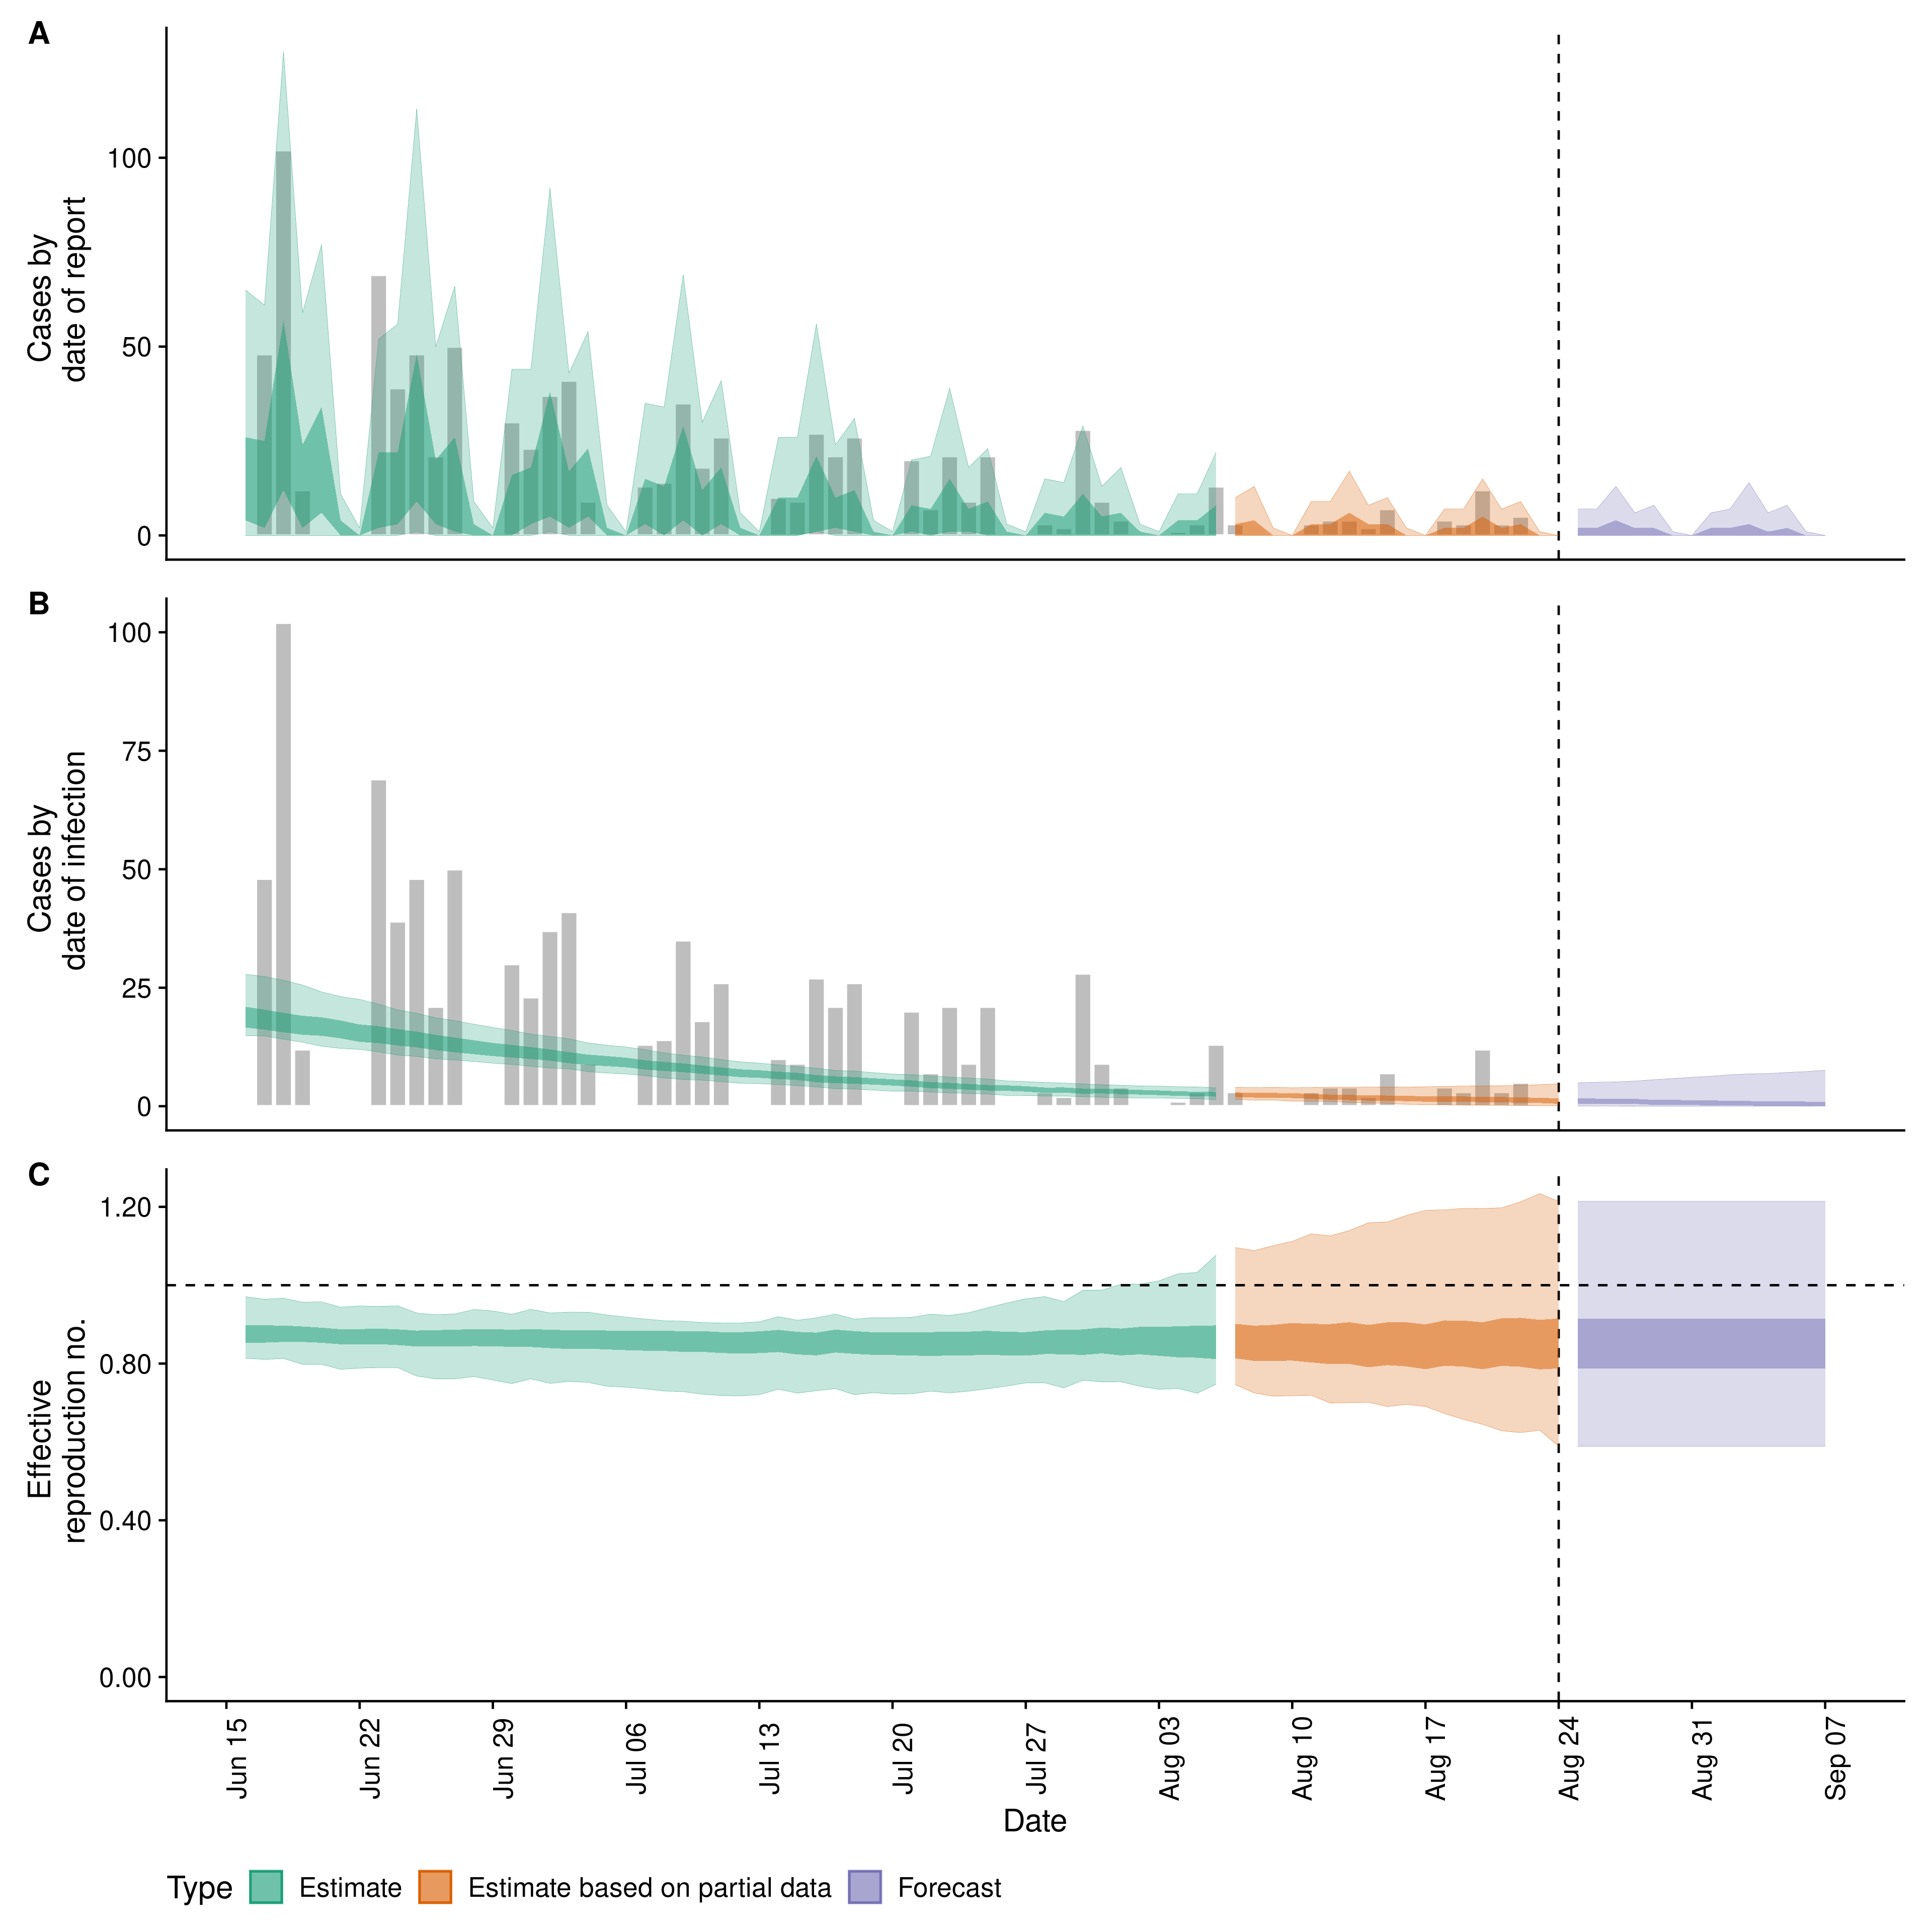 A
Cases by
date of report
100
50
0
B
Cases by
date of infection
100
75
50
25
0
C
Effective
reproduction no.
1.20
0.80
0.40
0.00
Jun 15
Jun 22
Jun 29
Jul 06
Jul 13
Jul 20
Jul 27
Aug 03
Aug 10
Aug 17
Aug 24
Aug 31
Sep 07
Date
Type Estimate Estimate based on partial data Forecast